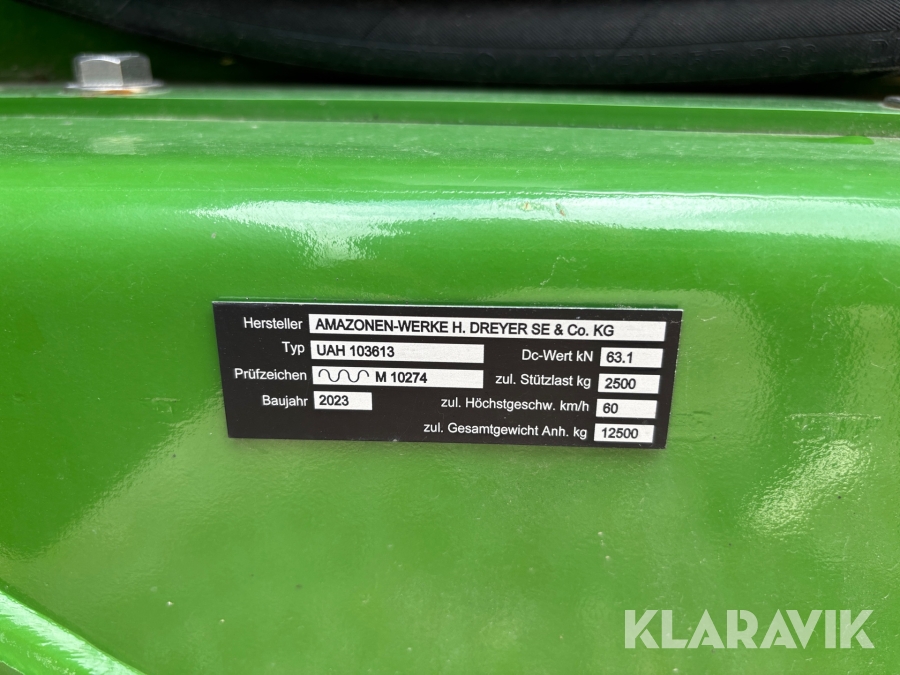 Hersteller AMAZONEN-WERKE H. DREYER SE & Co. KG
Typ UAH 103613 Dc-Wert kN 63.1
Prüfzeichen M 10274 zul. Stützlast kg 2500
Baujahr 2023 zul. Höchstgeschw. km/h 60
zul. Gesamtgewicht Anh. kg 12500
KLARAVIK